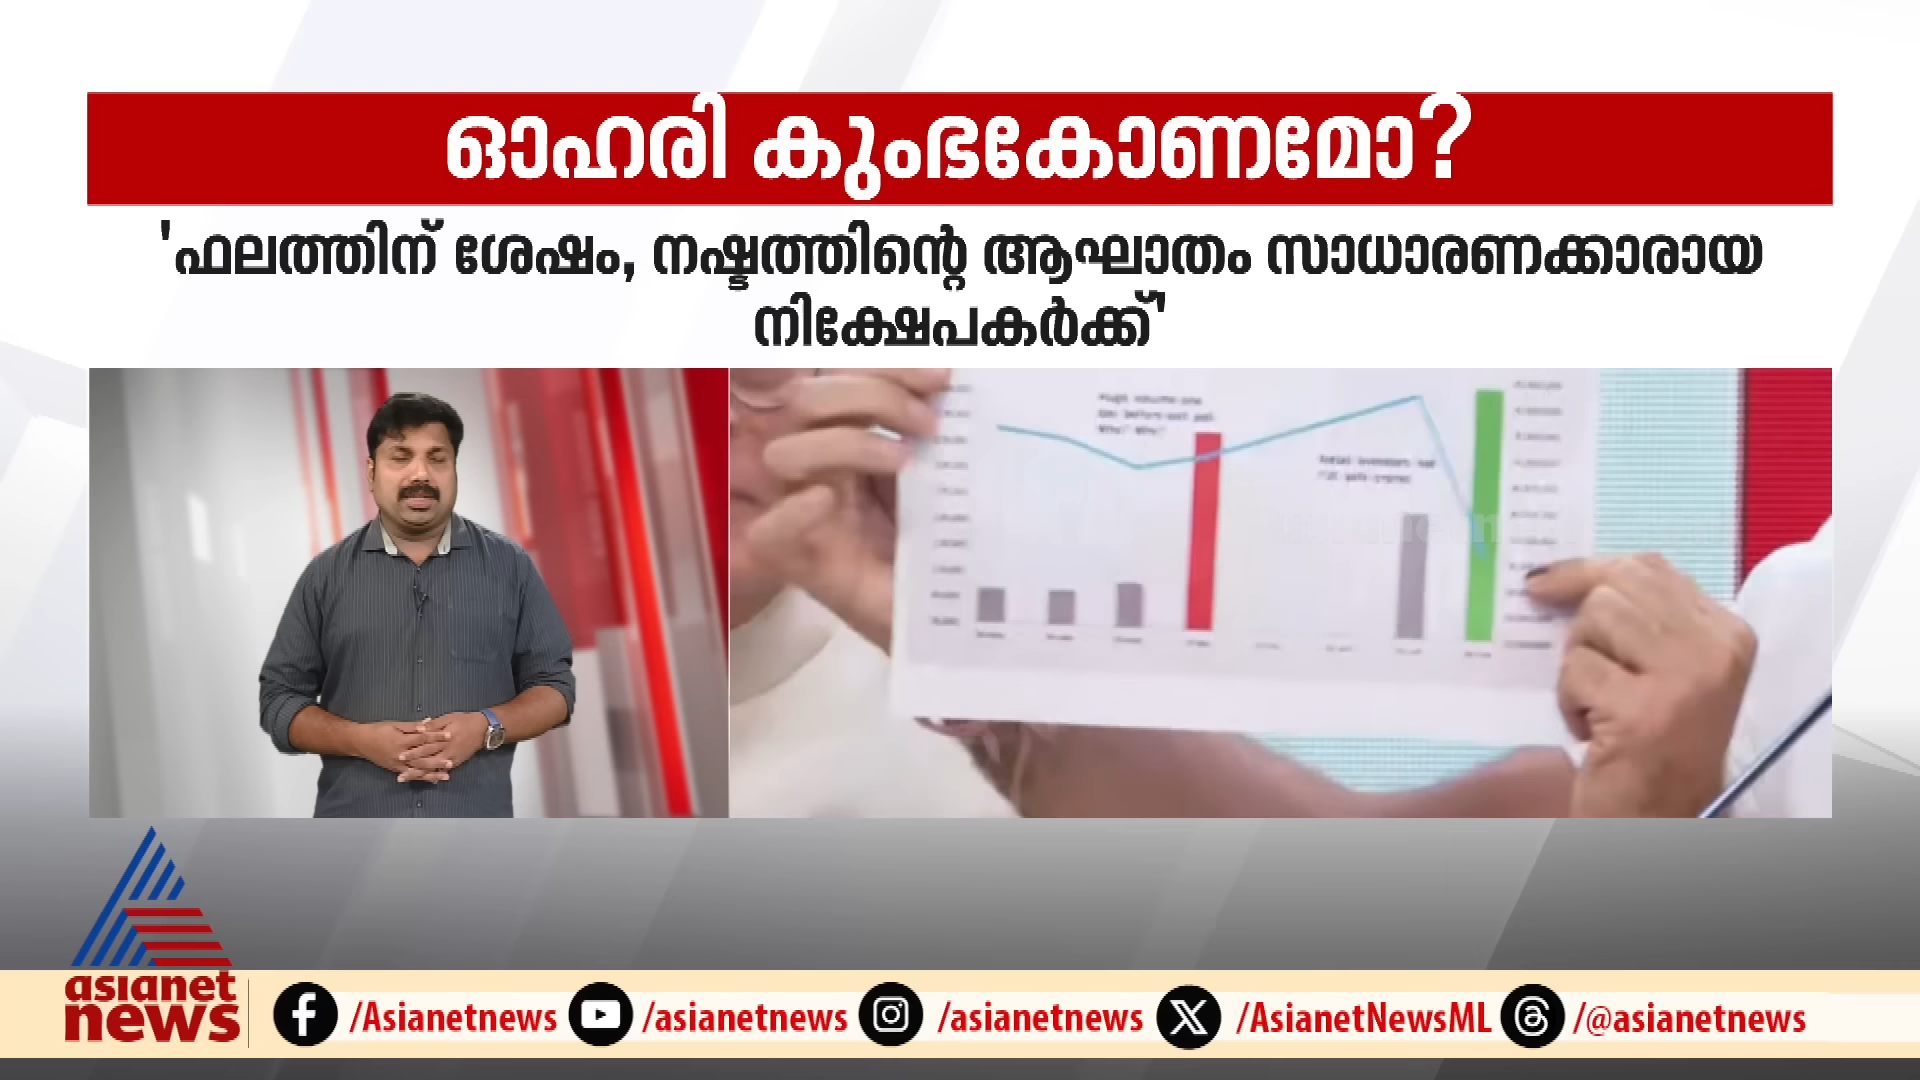 ഓഹരി കുംഭകോണമോ?
'ഫലത്തിന് ശേഷം, നഷ്ടത്തിന്റെ ആഘാതം സാധാരണക്കാരായ
നിക്ഷേപകർക്ക്'
asianet
news
/Asianetnews /asianetnews /asianetnews /AsianetNewsML /@asianetnews